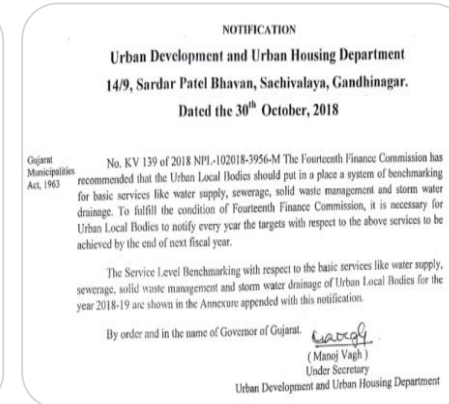 NOTIFICATION
Urban Development and Urban Housing Department
14/9, Sardar Patel Bhavan, Sachivalaya, Gandhinagar.
Dated the 30th October, 2018
Gujarat
Municipalities
Act, 1963
No. KV 139 of 2018 NPL-102018-3956-M The Fourteenth Finance Commission has
recommended that the Urban Local Bodies should put in a place a system of benchmarking
for basic services like water supply, sewerage, solid waste management and storm water
drainage. To fulfill the condition of Fourteenth Finance Commission, it is necessary for
Urban Local Bodies to notify every year the targets with respect to the above services to be
achieved by the end of next fiscal year.
The Service Level Benchmarking with respect to the basic services like water supply,
sewerage, solid waste management and storm water drainage of Urban Local Bodies for the
year 2018-19 are shown in the Annexure appended with this notification.
By order and in the name of Governor of Gujarat.
( Manoj Vagh )
Under Secretary
Urban Development and Urban Housing Department